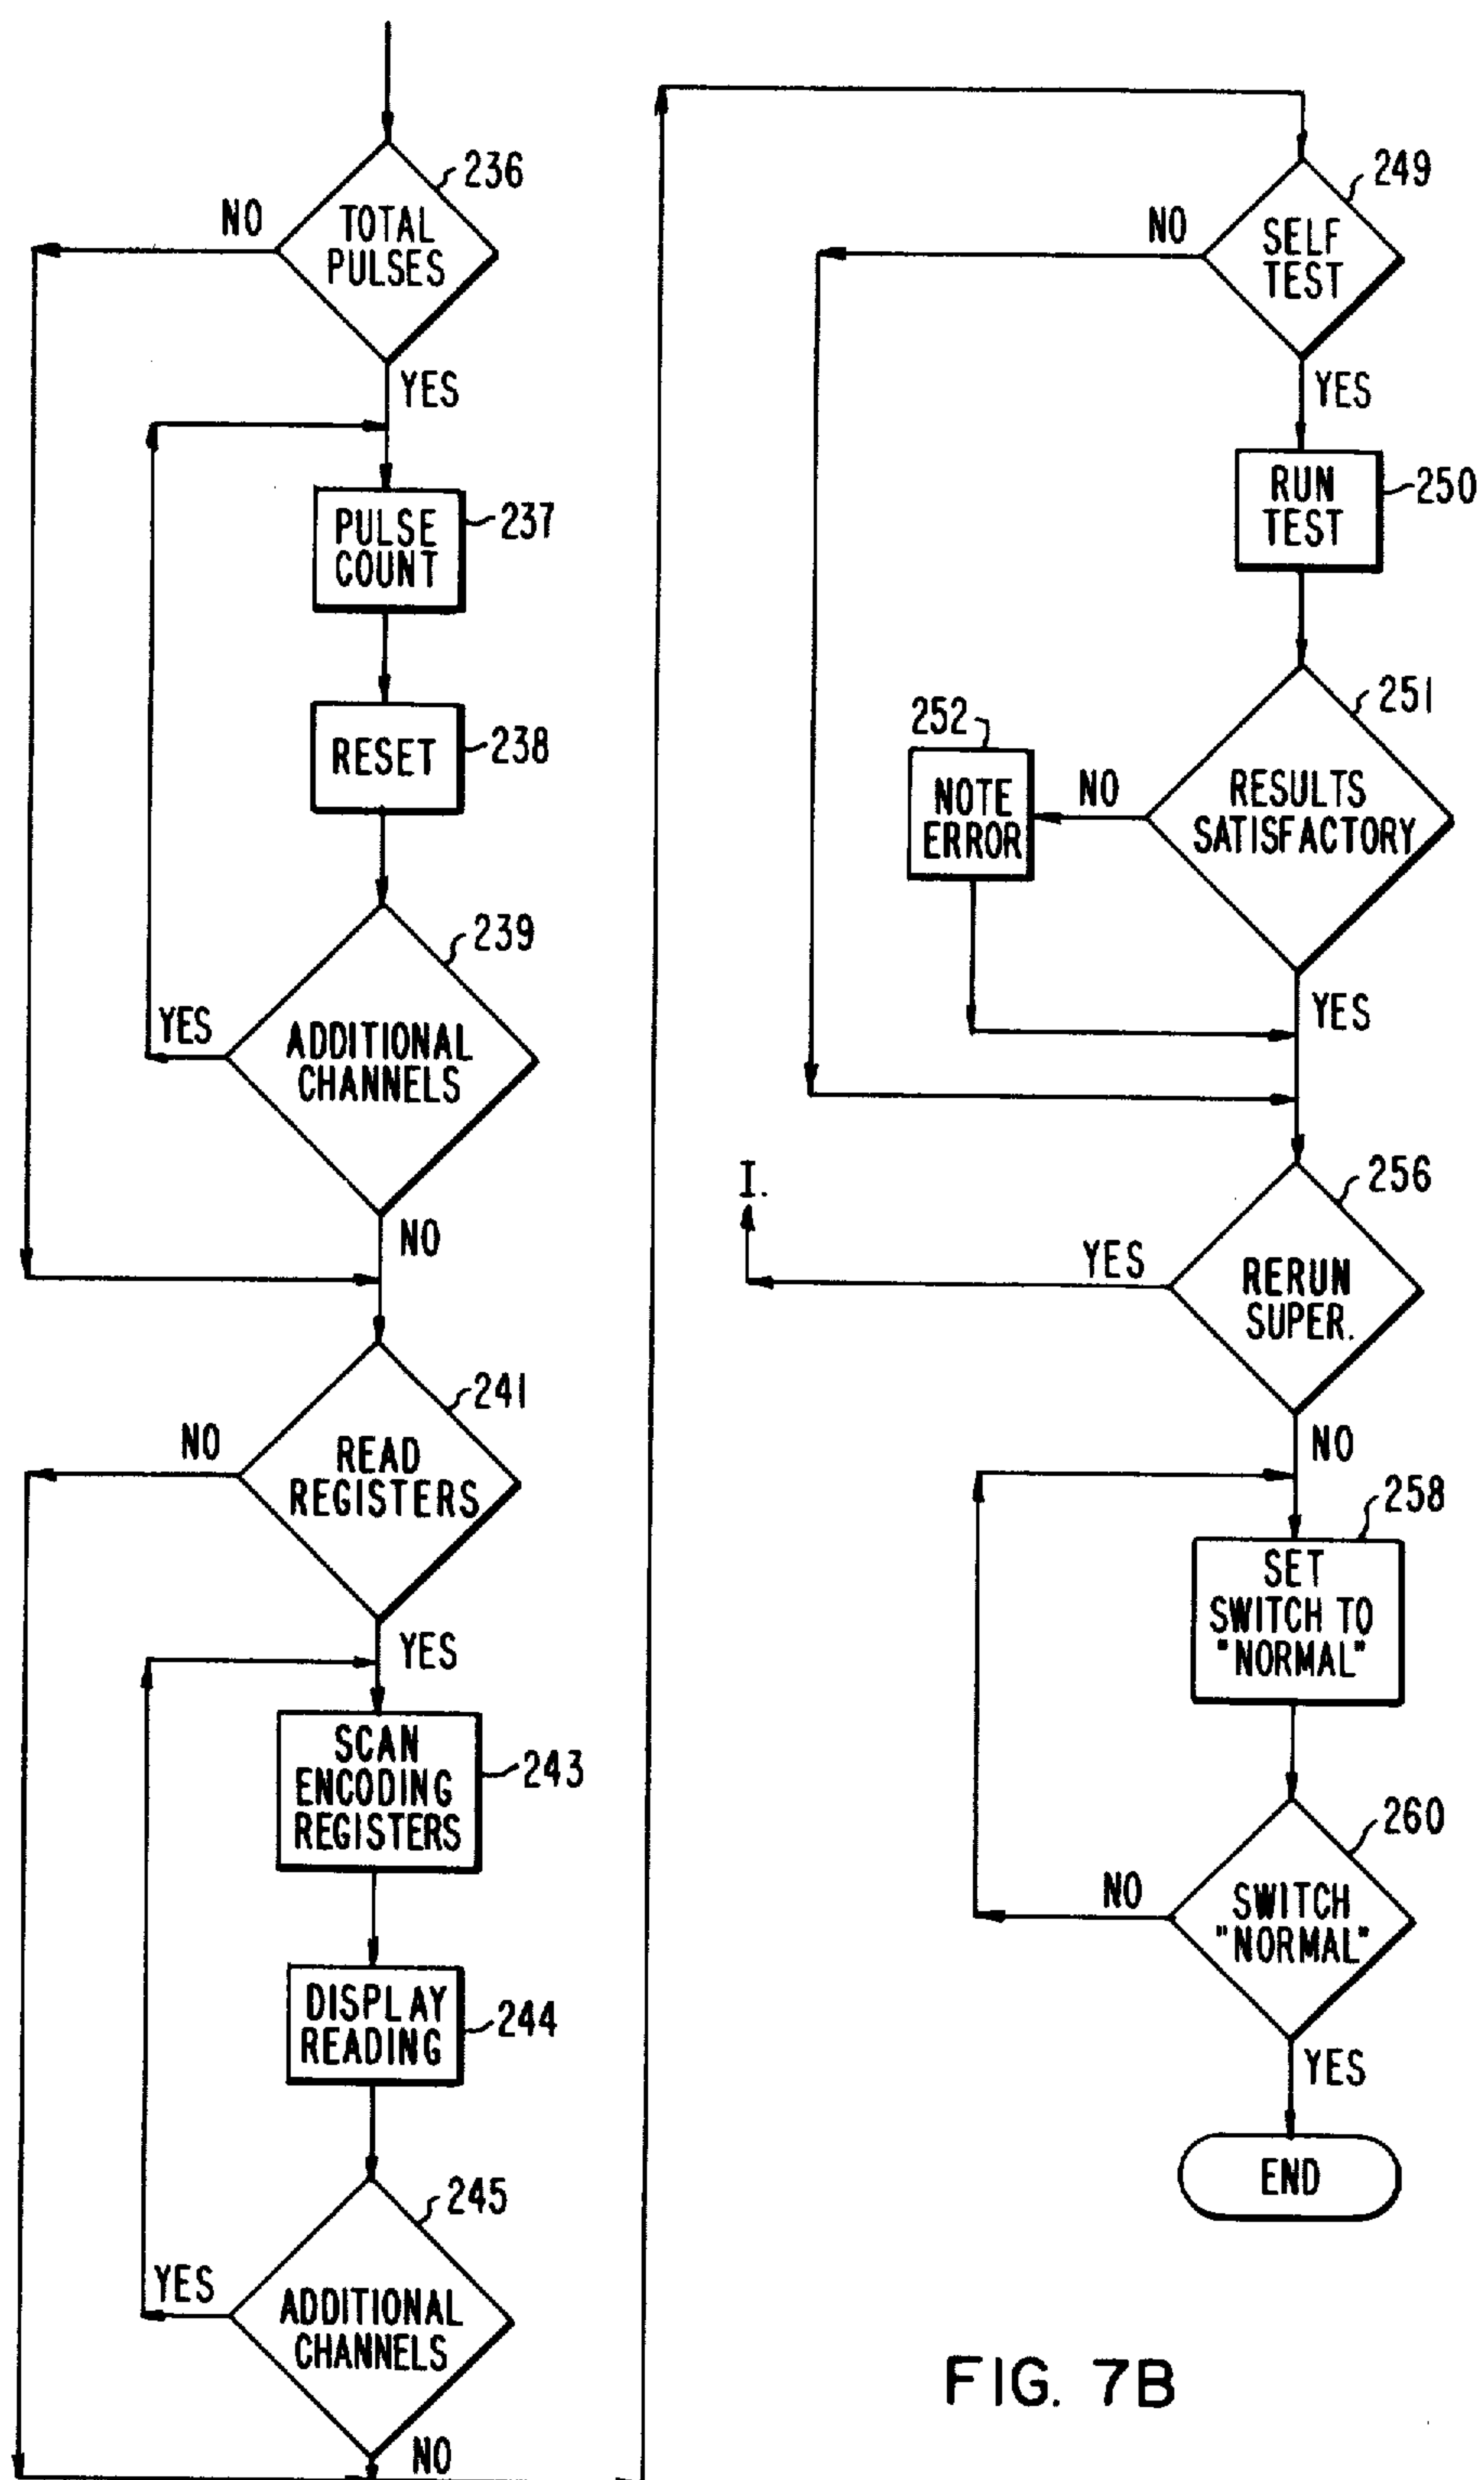 236
NO
TOTAL
PULSES
YES
PULSE
COUNT
237
RESET
238
239
YES
ADDITIONAL
CHANNELS
NO
241
NO
READ
REGISTERS
YES
SCAN
ENCODING
REGISTERS
243
DISPLAY
READING
244
245
YES
ADDITIONAL
CHANNELS
NO
249
NO
SELF
TEST
YES
RUN
TEST
250
251
252
NOTE
ERROR
NO
RESULTS
SATISFACTORY
YES
I.
256
YES
RERUN
SUPER.
NO
258
SET
SWITCH TO
"NORMAL"
260
NO
SWITCH
"NORMAL"
YES
END
FIG. 7B